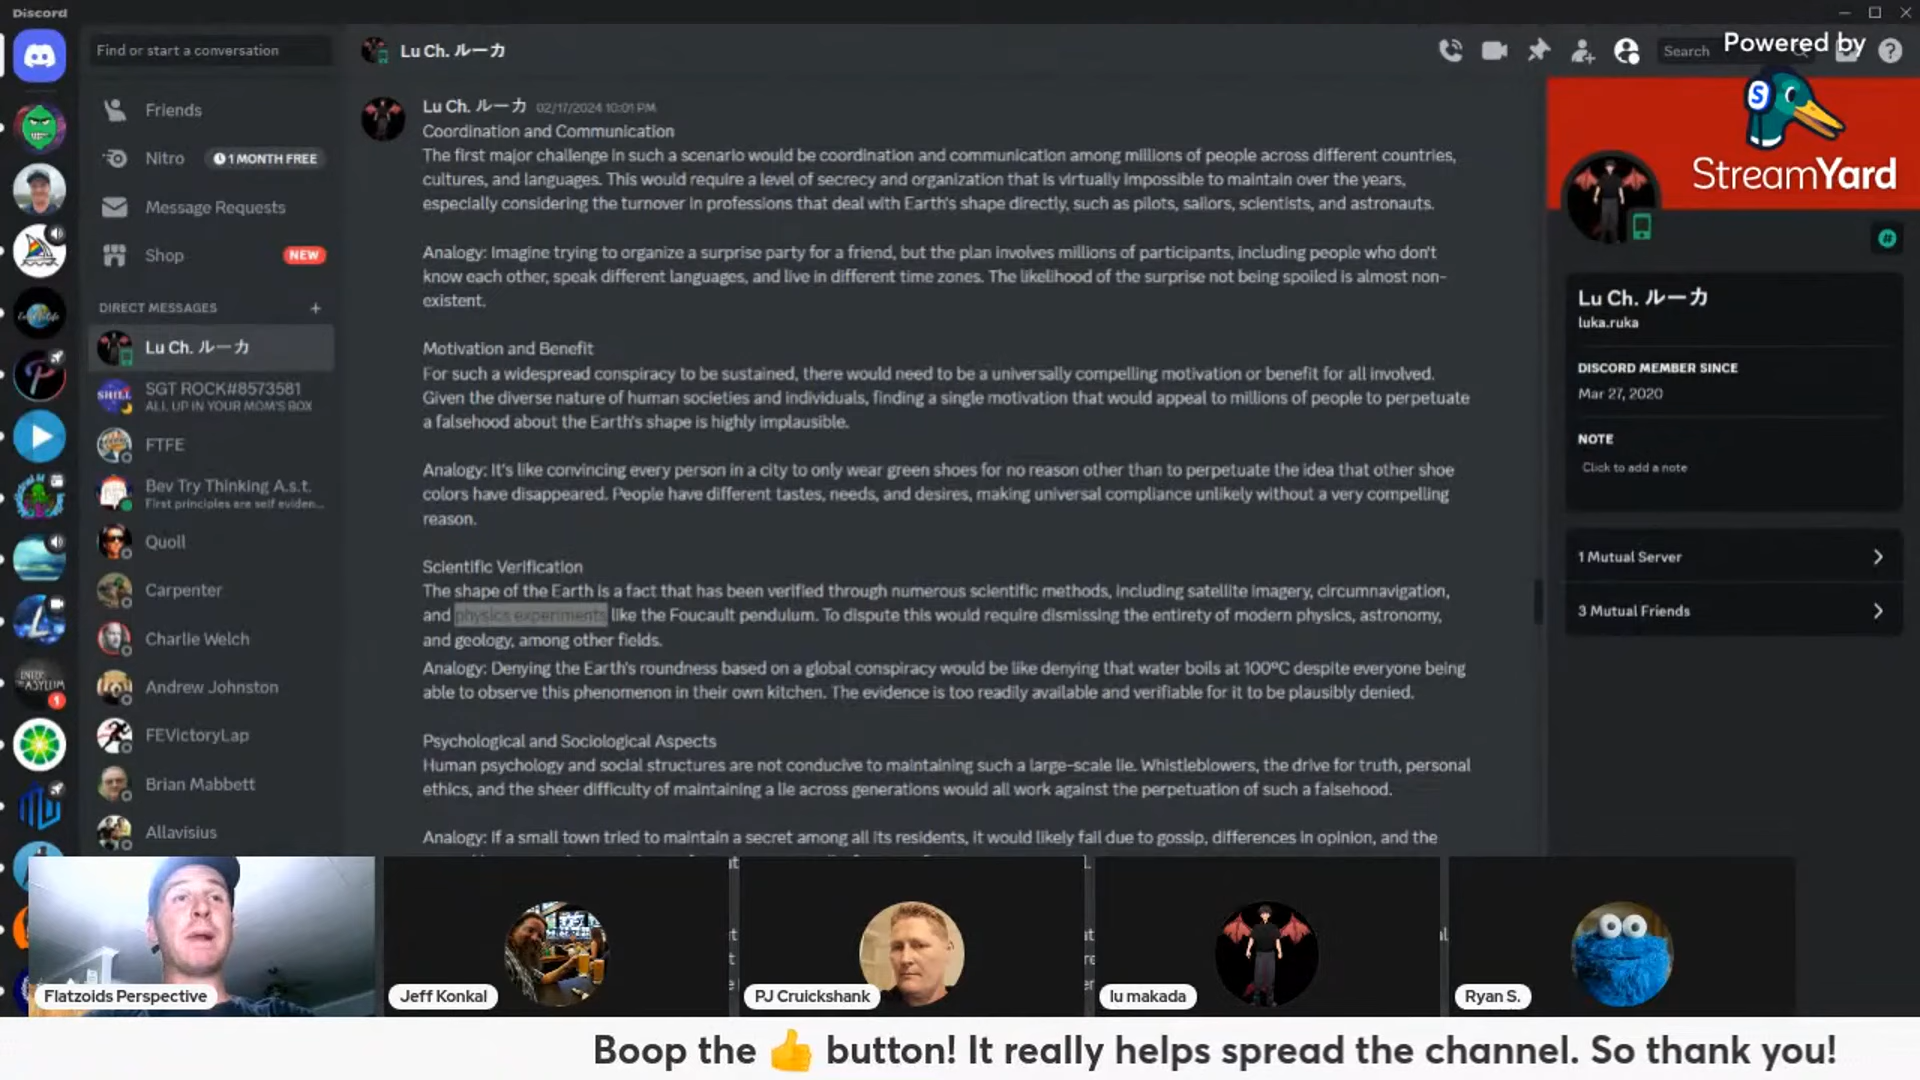 Discord
Find or start a conversation
Friends
Nitro
1 MONTH FREE
Message Requests
Shop
NEW
DIRECT MESSAGES
Lu Ch. ルーカ
SGT ROCK#8573581
ALL UP IN YOUR MOM'S BOX
FTFE
Bev Try Thinking A.s.t.
First principles are self eviden...
Quoll
Carpenter
Charlie Welch
Andrew Johnston
FEVictoryLap
Brian Mabbett
Allavisius
Lu Ch. ルーカ
Search
Powered by
StreamYard
Lu Ch. ルーカ 02/17/2024 10:01 PM
Coordination and Communication
The first major challenge in such a scenario would be coordination and communication among millions of people across different countries,
cultures, and languages. This would require a level of secrecy and organization that is virtually impossible to maintain over the years,
especially considering the turnover in professions that deal with Earth's shape directly, such as pilots, sailors, scientists, and astronauts.
Analogy: Imagine trying to organize a surprise party for a friend, but the plan involves millions of participants, including people who don't
know each other, speak different languages, and live in different time zones. The likelihood of the surprise not being spoiled is almost non-
existent.
Motivation and Benefit
For such a widespread conspiracy to be sustained, there would need to be a universally compelling motivation or benefit for all involved.
Given the diverse nature of human societies and individuals, finding a single motivation that would appeal to millions of people to perpetuate
a falsehood about the Earth's shape is highly implausible.
Analogy: It's like convincing every person in a city to only wear green shoes for no reason other than to perpetuate the idea that other shoe
colors have disappeared. People have different tastes, needs, and desires, making universal compliance unlikely without a very compelling
reason.
Scientific Verification
The shape of the Earth is a fact that has been verified through numerous scientific methods, including satellite imagery, circumnavigation,
and physics experiments like the Foucault pendulum. To dispute this would require dismissing the entirety of modern physics, astronomy,
and geology, among other fields.
Analogy: Denying the Earth's roundness based on a global conspiracy would be like denying that water boils at 100°C despite everyone being
able to observe this phenomenon in their own kitchen. The evidence is too readily available and verifiable for it to be plausibly denied.
Psychological and Sociological Aspects
Human psychology and social structures are not conducive to maintaining such a large-scale lie. Whistleblowers, the drive for truth, personal
ethics, and the sheer difficulty of maintaining a lie across generations would all work against the perpetuation of such a falsehood.
Analogy: If a small town tried to maintain a secret among all its residents, it would likely fail due to gossip, differences in opinion, and the
Lu Ch. ルーカ
luka.ruka
DISCORD MEMBER SINCE
Mar 27, 2020
NOTE
Click to add a note
1 Mutual Server
3 Mutual Friends
Flatzoids Perspective
Jeff Konkal
PJ Cruickshank
lu makada
Ryan S.
Boop the 👍 button! It really helps spread the channel. So thank you!